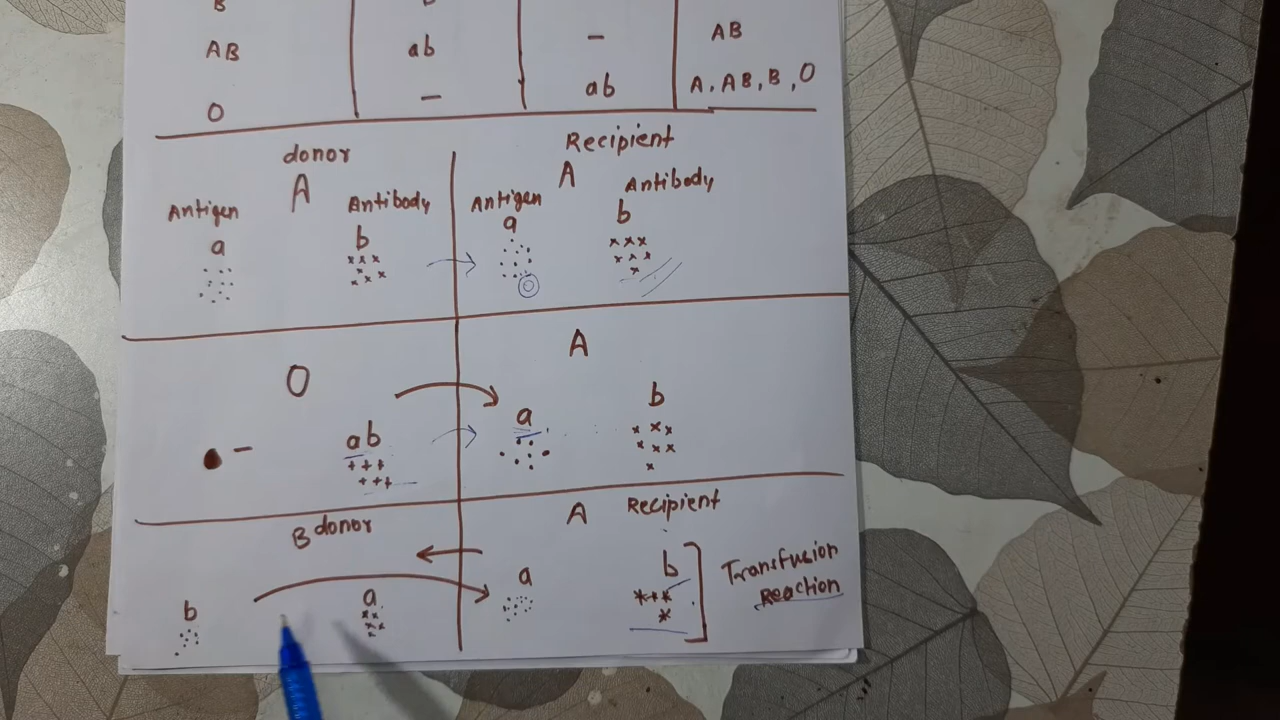 B
AB ab - AB
O - ab A, AB, B, O
donor Recipient
A A
Antigen Antibody Antigen Antibody
a b a b
O A
- ab a b
B donor A Recipient
b a a b Transfusion
Reaction